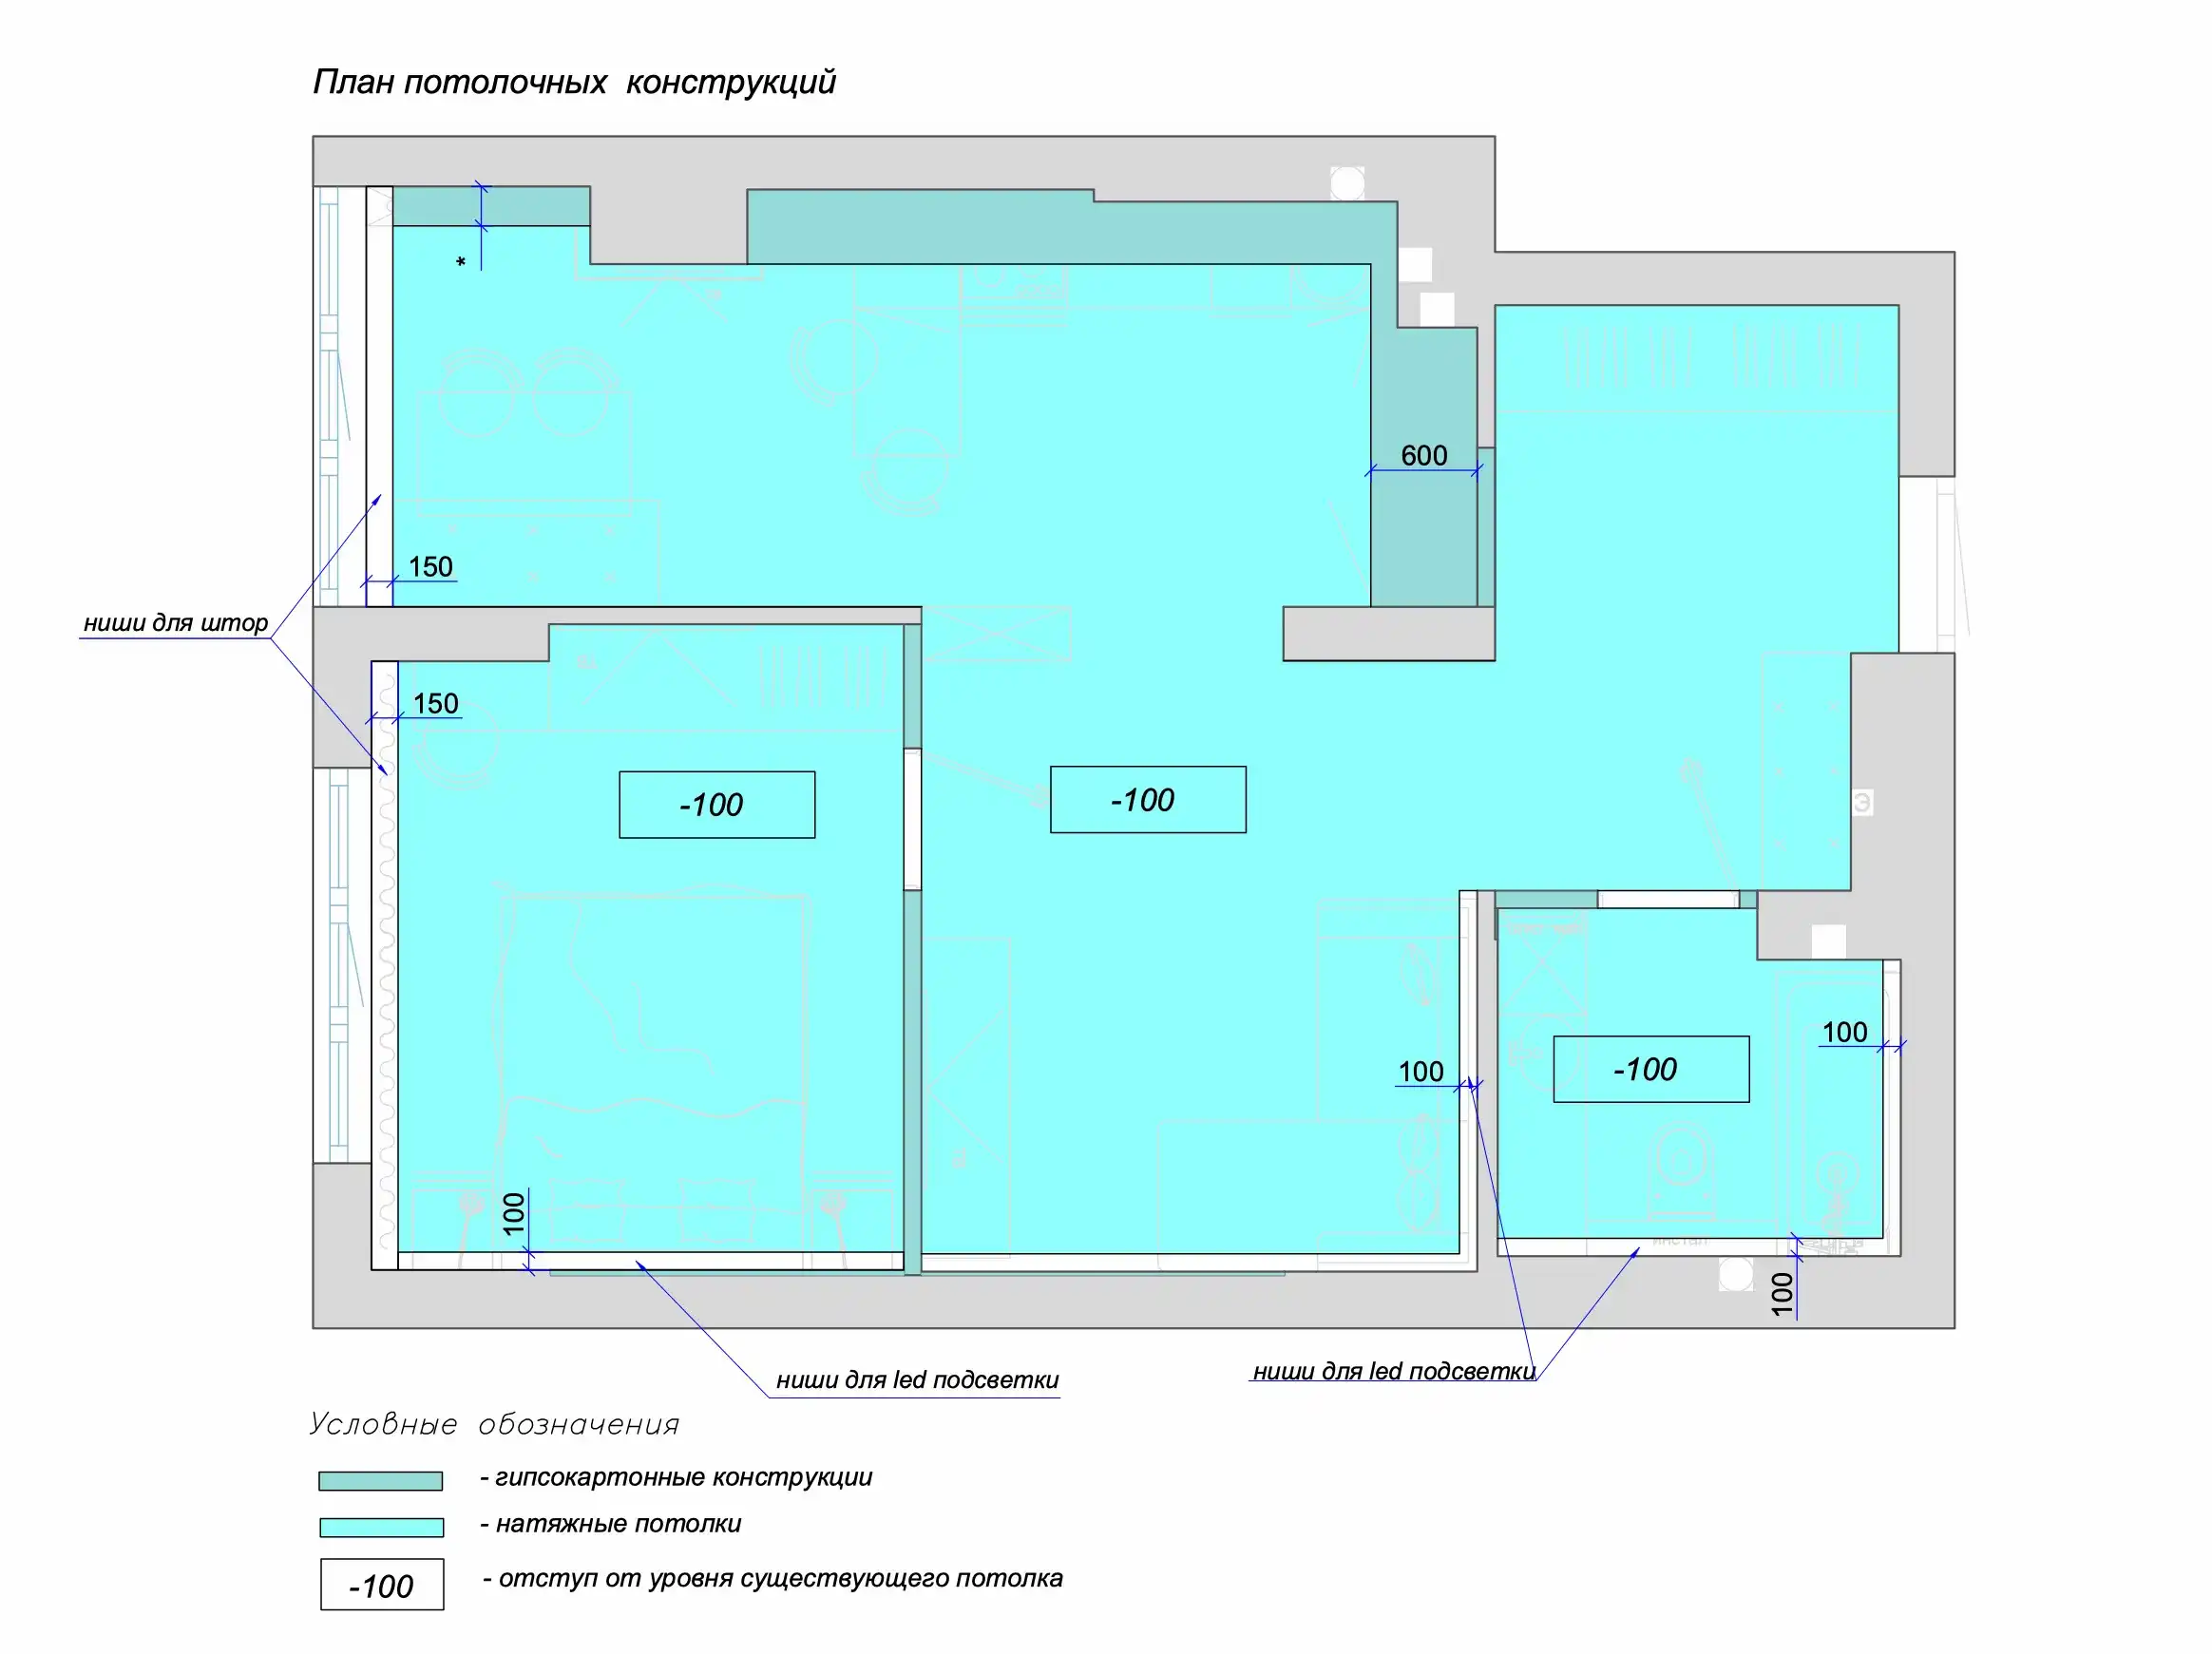 План потолочных конструкций
*
600
150
ниши для штор
150
-100
-100
Э
100
-100
100
100
инстал
100
ниши для led подсветки
ниши для led подсветки
Условные обозначения
- гипсокартонные конструкции
- натяжные потолки
-100
- отступ от уровня существующего потолка